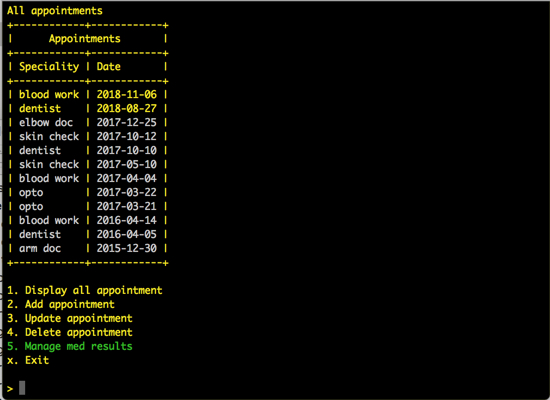 All appointments
+------------+------------+
|      Appointments       |
+------------+------------+
| Speciality | Date       |
+------------+------------+
| blood work | 2018-11-06 |
| dentist    | 2018-08-27 |
| elbow doc  | 2017-12-25 |
| skin check | 2017-10-12 |
| dentist    | 2017-10-10 |
| skin check | 2017-05-10 |
| blood work | 2017-04-04 |
| opto       | 2017-03-22 |
| opto       | 2017-03-21 |
| blood work | 2016-04-14 |
| dentist    | 2016-04-05 |
| arm doc    | 2015-12-30 |
+------------+------------+
1. Display all appointment
2. Add appointment
3. Update appointment
4. Delete appointment
5. Manage med results
x. Exit
>